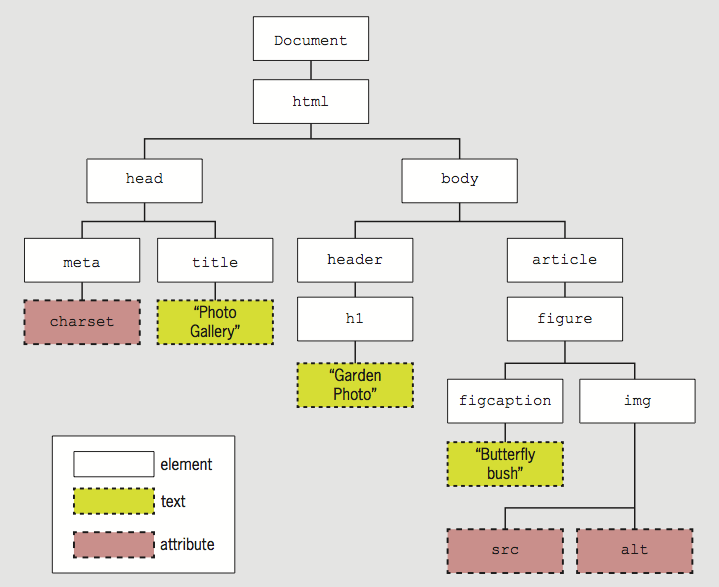 Document
html
head
body
meta
title
header
article
charset
“Photo
Gallery”
h1
figure
“Garden
Photo”
figcaption
img
“Butterfly
bush”
src
alt
element
text
attribute